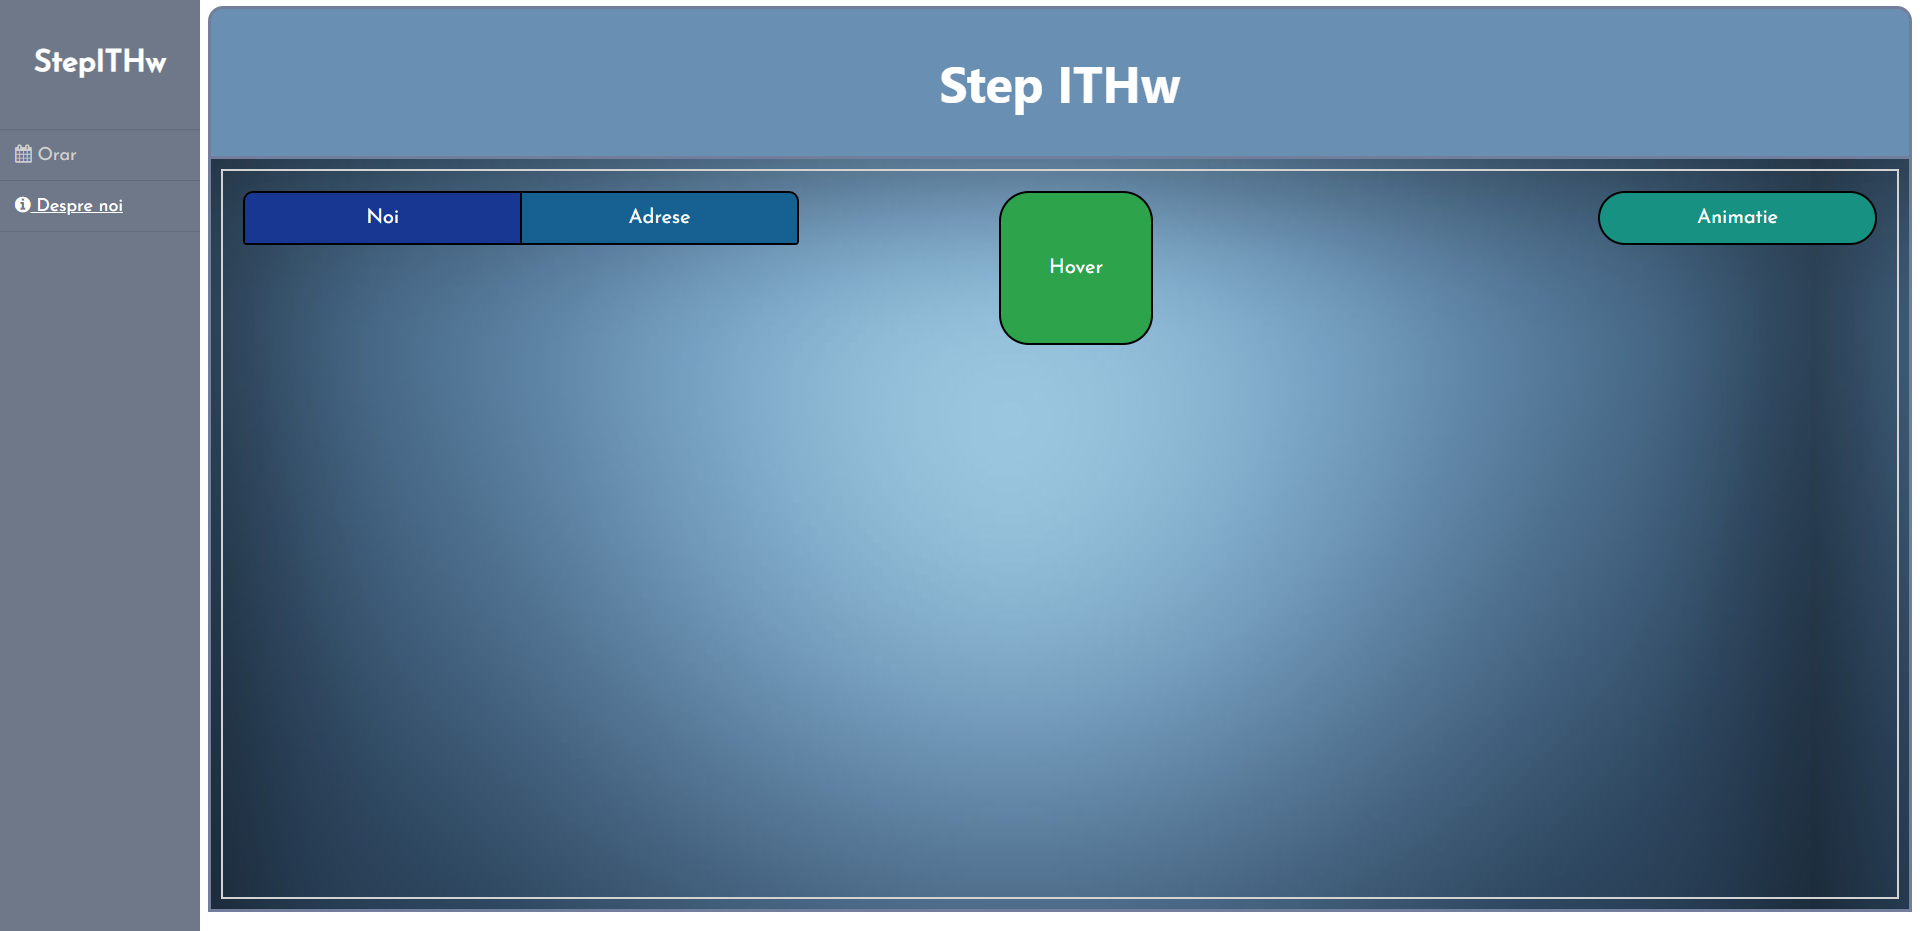 StepITHw
Orar
Despre noi
Step ITHw
Noi
Adrese
Hover
Animatie